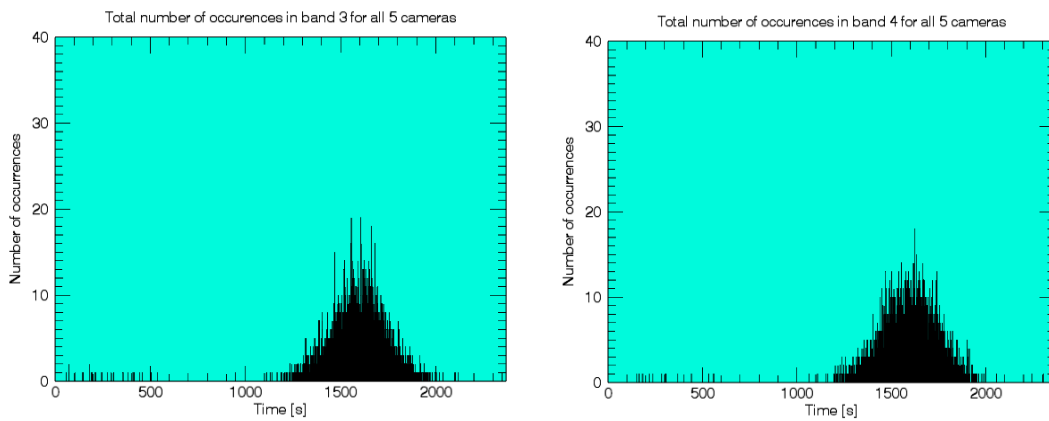 Total number of occurences in band 3 for all 5 cameras
40
30
20
10
0
Number of occurrences
0 500 1000 1500 2000
Time [s]
Total number of occurences in band 4 for all 5 cameras
40
30
20
10
0
Number of occurrences
0 500 1000 1500 2000
Time [s]